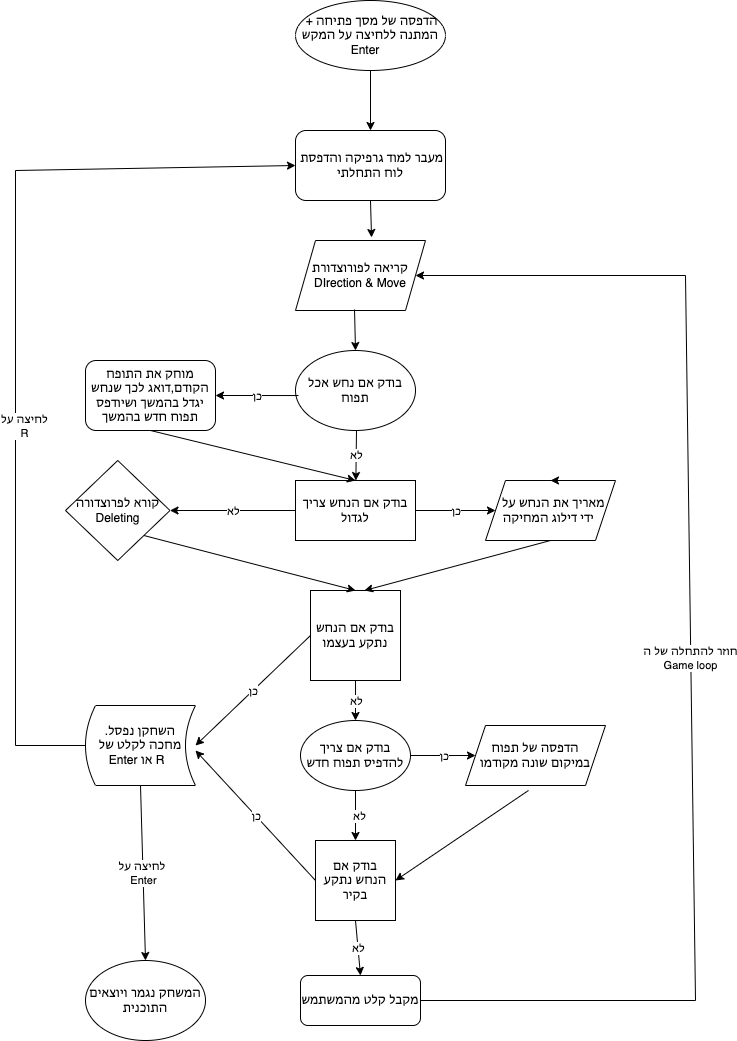 הדפסה של מסך פתיחה +
המתנה ללחיצה על המקש
Enter
מעבר למוד גרפיקה והדפסת
לוח התחלתי
קריאה לפורוצדורת
DIrection & Move
בודק אם נחש אכל
תפוח
כן
מוחק את התופח
הקודם,דואג לכך שנחש
יגדל בהמשך ושיודפס
תפוח חדש בהמשך
לא
לחיצה על
R
בודק אם הנחש צריך
לגדול
לא
קורא לפרוצדורה
Deleting
כן
מאריך את הנחש על
ידי דילוג המחיקה
בודק אם הנחש
נתקע בעצמו
חוזר להתחלה של ה
Game loop
כן
לא
השחקן נפסל.
מחכה לקלט של
R או Enter
בודק אם צריך
להדפיס תפוח חדש
כן
הדפסה של תפוח
במיקום שונה מקודמו
כן
לא
בודק אם
הנחש נתקע
בקיר
לחיצה על
Enter
לא
המשחק נגמר ויוצאים
התוכנית
מקבל קלט מהמשתמש